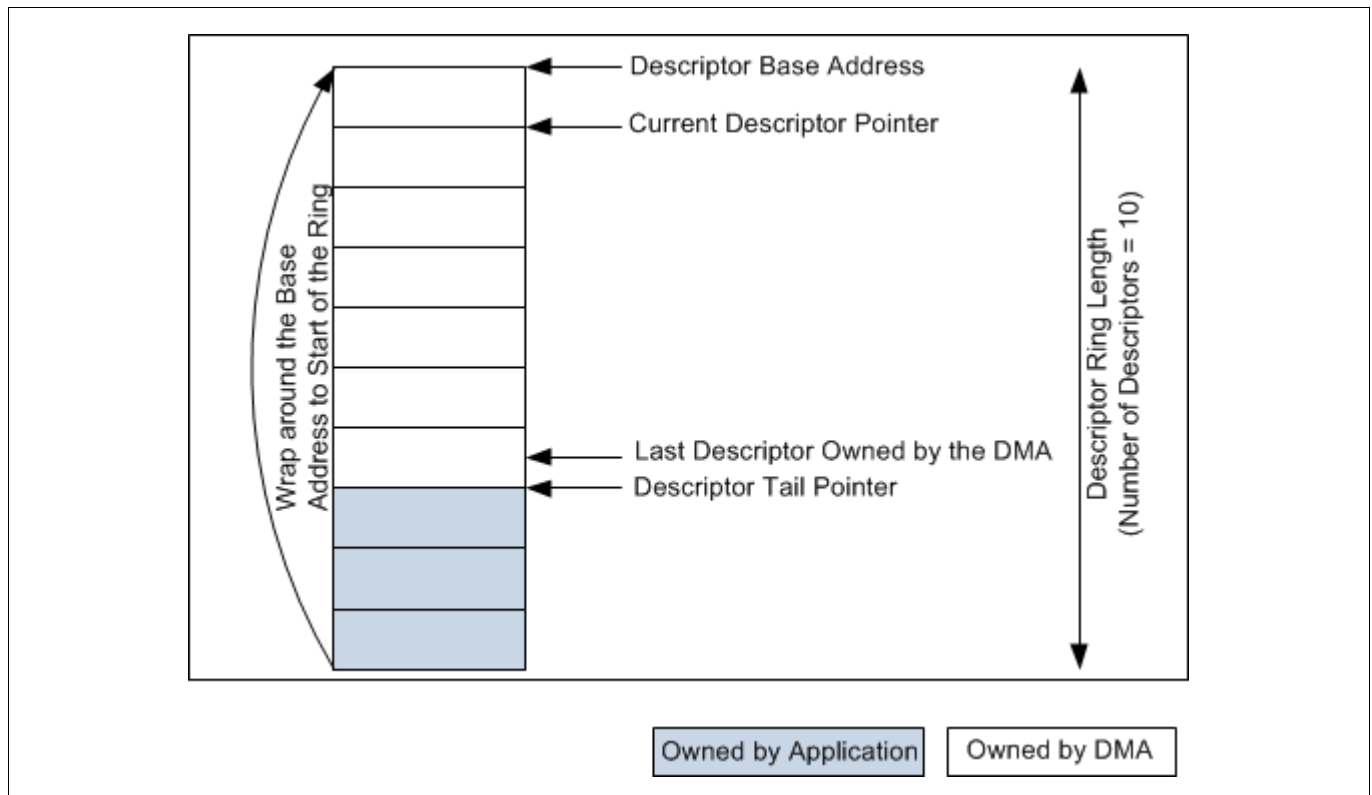 Descriptor Base Address
Current Descriptor Pointer
Wrap around the Base
Address to Start of the Ring
Descriptor Ring Length
(Number of Descriptors = 10)
Last Descriptor Owned by the DMA
Descriptor Tail Pointer
Owned by Application
Owned by DMA